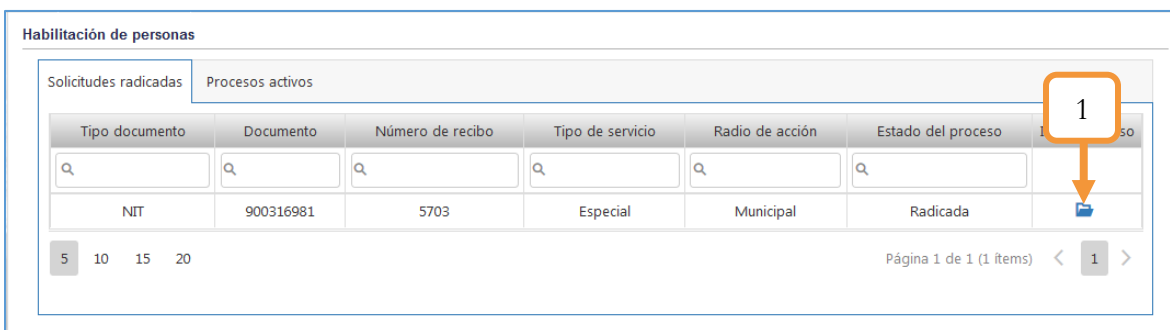 Habilitación de personas
Solicitudes radicadas Procesos activos
1
Tipo documento Documento Número de recibo Tipo de servicio Radio de acción Estado del proceso
NIT 900316981 5703 Especial Municipal Radicada
5 10 15 20 Página 1 de 1 (1 ítems) 1